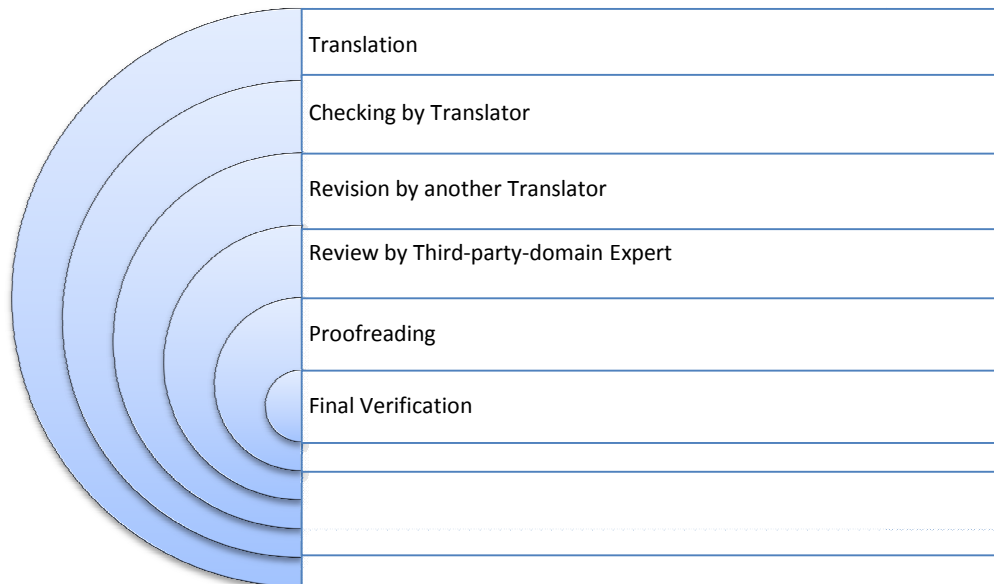 Translation
Checking by Translator
Revision by another Translator
Review by Third-party-domain Expert
Proofreading
Final Verification